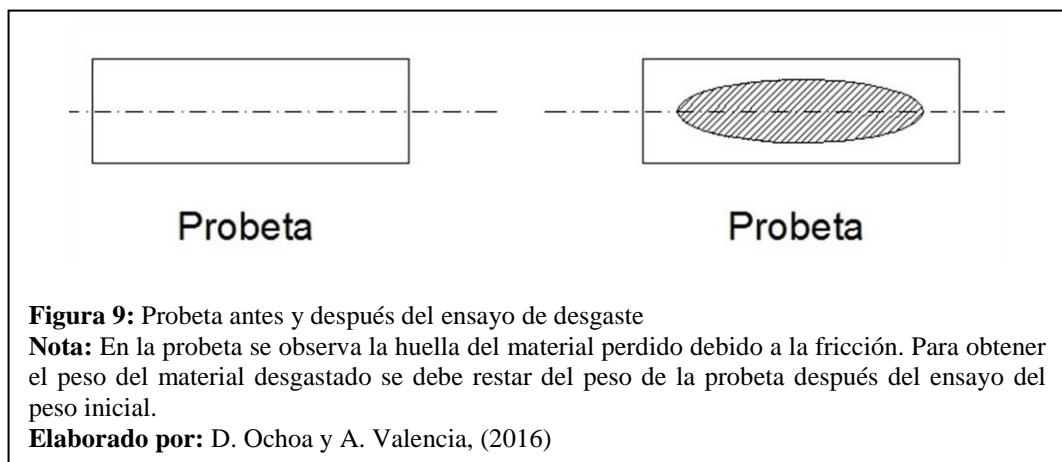 Probeta
Probeta
Figura 9: Probeta antes y después del ensayo de desgaste
Nota: En la probeta se observa la huella del material perdido debido a la fricción. Para obtener
el peso del material desgastado se debe restar del peso de la probeta después del ensayo del
peso inicial.
Elaborado por: D. Ochoa y A. Valencia, (2016)